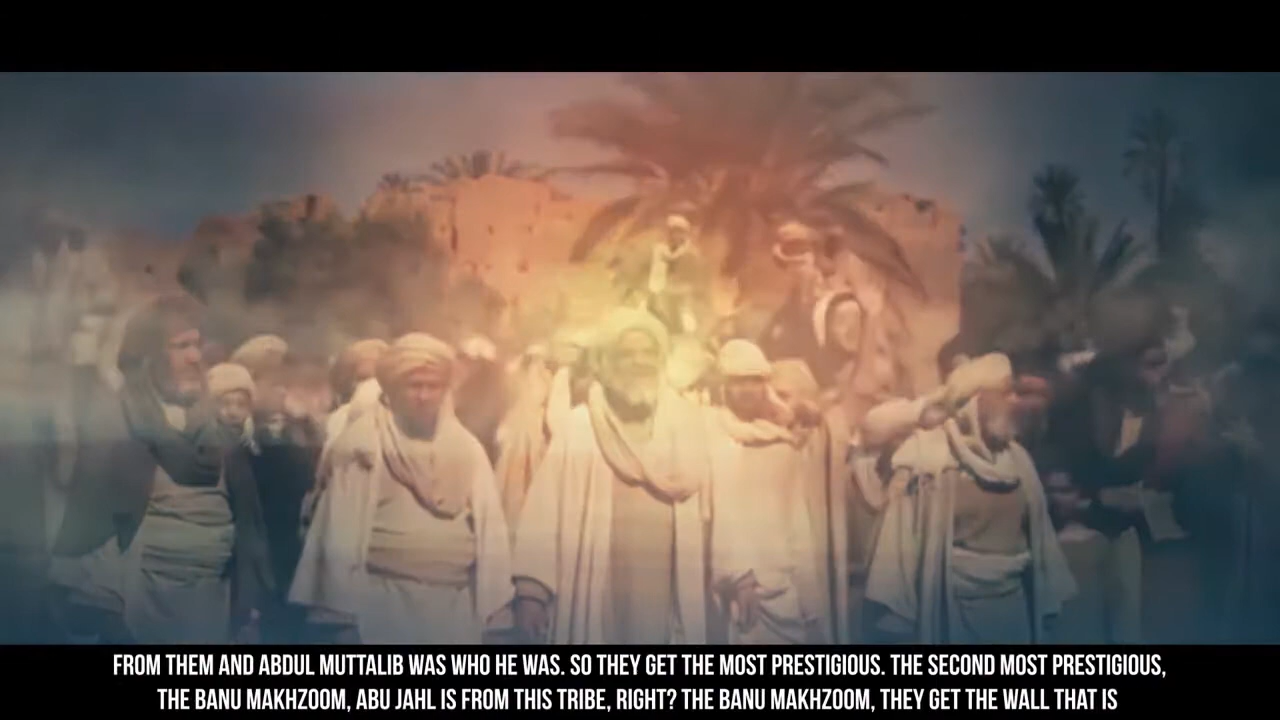 FROM THEM AND ABDUL MUTTALIB WAS WHO HE WAS. SO THEY GET THE MOST PRESTIGIOUS. THE SECOND MOST PRESTIGIOUS,
THE BANU MAKHZOOM, ABU JAHL IS FROM THIS TRIBE, RIGHT? THE BANU MAKHZOOM, THEY GET THE WALL THAT IS